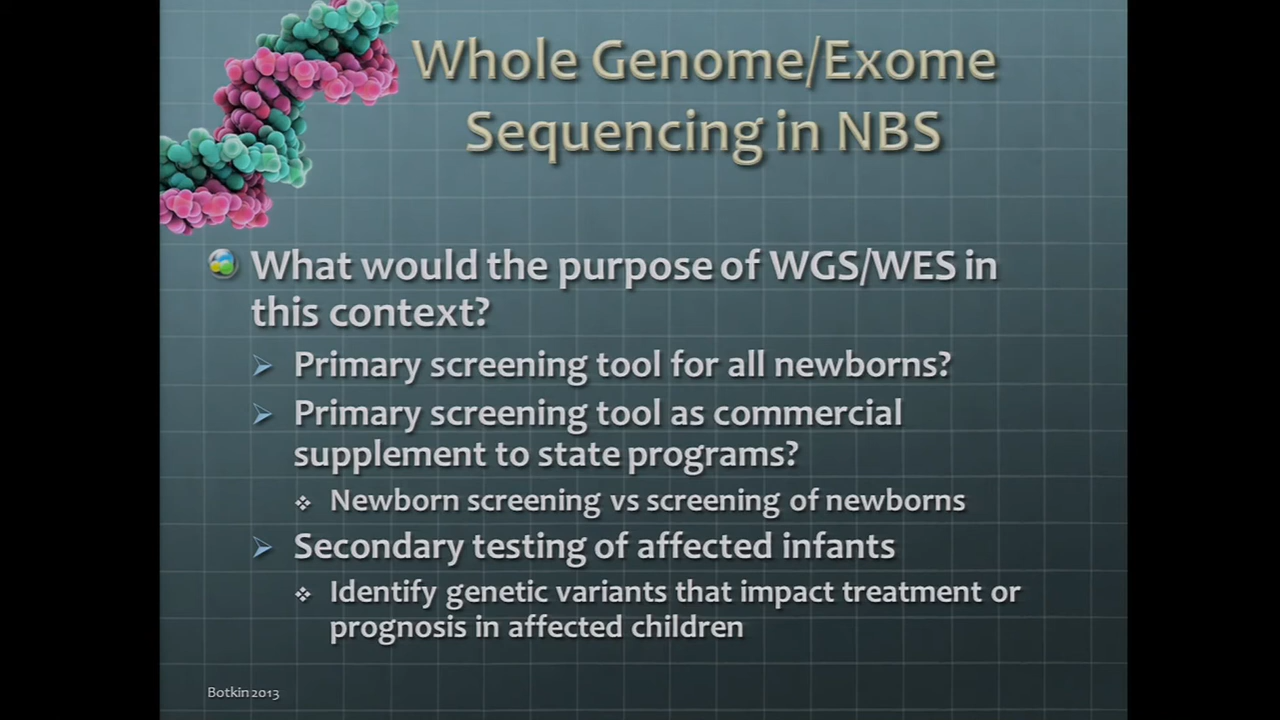 Whole Genome/Exome
Sequencing in NBS
What would the purpose of WGS/WES in
this context?
Primary screening tool for all newborns?
Primary screening tool as commercial
supplement to state programs?
Newborn screening vs screening of newborns
Secondary testing of affected infants
Identify genetic variants that impact treatment or
prognosis in affected children
Botkin 2013